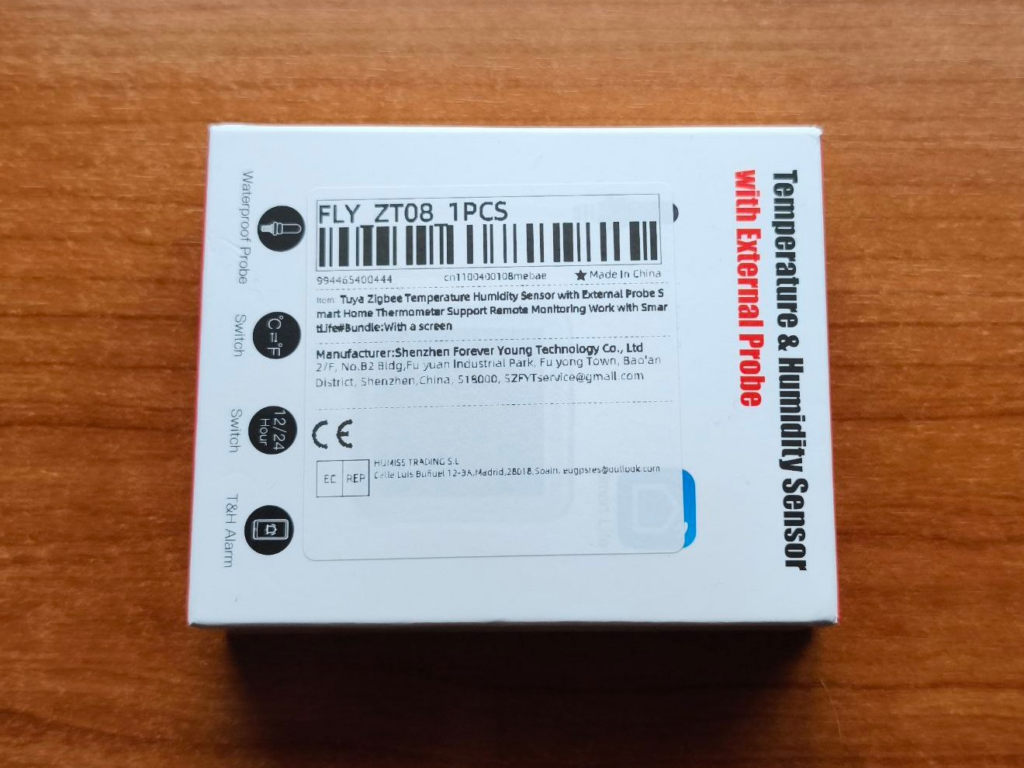 Temperature & Humidity Sensor
with External Probe
FLY_ZT08_1PCS
994465400444 cn1100400108mebae ★Made In China
Item: Tuya Zigbee Temperature Humidity Sensor with External Probe S
mart Home Thermometer Support Remote Monitoring Work with Smar
tLife#Bundle:With a screen
Manufacturer:Shenzhen Forever Young Technology Co., Ltd
2/F, No.B2 Bldg,Fu yuan Industrial Park, Fu yong Town, Bao'an
District, Shenzhen,China, 518000, SZFYTservice@gmail.com
CE
EC REP
HUMISS TRADING S.L
Calle Luis Buñuel 12-3A,Madrid,28018,Spain, eugpsres@outlook.com
Waterproof Probe
°C⇌°F
Switch
12/24
Hour
Switch
T&H Alarm